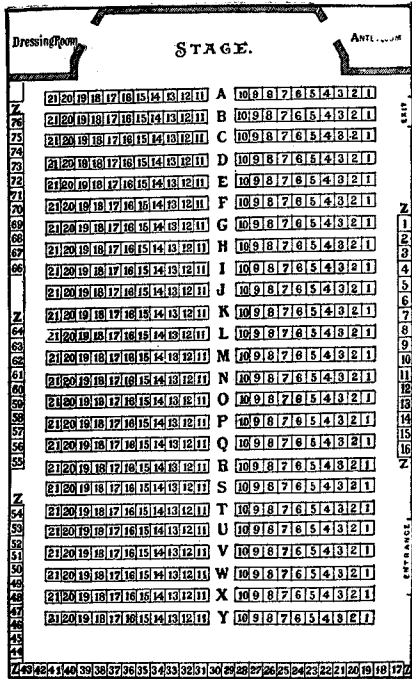 Dressing Room
STAGE.
ANTE-ROOM
21 20 19 18 17 16 15 14 13 12 11 A 10 9 8 7 6 5 4 3 2 1
21 20 19 18 17 16 15 14 13 12 11 B 10 9 8 7 6 5 4 3 2 1
21 20 19 18 17 16 15 14 13 12 11 C 10 9 8 7 6 5 4 3 2 1
21 20 19 18 17 16 15 14 13 12 11 D 10 9 8 7 6 5 4 3 2 1
21 20 19 18 17 16 15 14 13 12 11 E 10 9 8 7 6 5 4 3 2 1
21 20 19 18 17 16 15 14 13 12 11 F 10 9 8 7 6 5 4 3 2 1
21 20 19 18 17 16 15 14 13 12 11 G 10 9 8 7 6 5 4 3 2 1
21 20 19 18 17 16 15 14 13 12 11 H 10 9 8 7 6 5 4 3 2 1
21 20 19 18 17 16 15 14 13 12 11 I 10 9 8 7 6 5 4 3 2 1
21 20 19 18 17 16 15 14 13 12 11 J 10 9 8 7 6 5 4 3 2 1
21 20 19 18 17 16 15 14 13 12 11 K 10 9 8 7 6 5 4 3 2 1
21 20 19 18 17 16 15 14 13 12 11 L 10 9 8 7 6 5 4 3 2 1
21 20 19 18 17 16 15 14 13 12 11 M 10 9 8 7 6 5 4 3 2 1
21 20 19 18 17 16 15 14 13 12 11 N 10 9 8 7 6 5 4 3 2 1
21 20 19 18 17 16 15 14 13 12 11 O 10 9 8 7 6 5 4 3 2 1
21 20 19 18 17 16 15 14 13 12 11 P 10 9 8 7 6 5 4 3 2 1
21 20 19 18 17 16 15 14 13 12 11 Q 10 9 8 7 6 5 4 3 2 1
21 20 19 18 17 16 15 14 13 12 11 R 10 9 8 7 6 5 4 3 2 1
21 20 19 18 17 16 15 14 13 12 11 S 10 9 8 7 6 5 4 3 2 1
21 20 19 18 17 16 15 14 13 12 11 T 10 9 8 7 6 5 4 3 2 1
21 20 19 18 17 16 15 14 13 12 11 U 10 9 8 7 6 5 4 3 2 1
21 20 19 18 17 16 15 14 13 12 11 V 10 9 8 7 6 5 4 3 2 1
21 20 19 18 17 16 15 14 13 12 11 W 10 9 8 7 6 5 4 3 2 1
21 20 19 18 17 16 15 14 13 12 11 X 10 9 8 7 6 5 4 3 2 1
21 20 19 18 17 16 15 14 13 12 11 Y 10 9 8 7 6 5 4 3 2 1
Z
76
75
74
73
72
71
70
69
68
67
66
Z
64
63
62
61
60
59
58
57
56
55
Z
54
53
52
51
50
49
48
47
46
45
44
EXIT
Z
1
2
3
4
5
6
7
8
9
10
11
12
13
14
15
16
Z
ENTRANCE
Z 43 42 41 40 39 38 37 36 35 34 33 32 31 30 29 28 27 26 25 24 23 22 21 20 19 18 17 Z